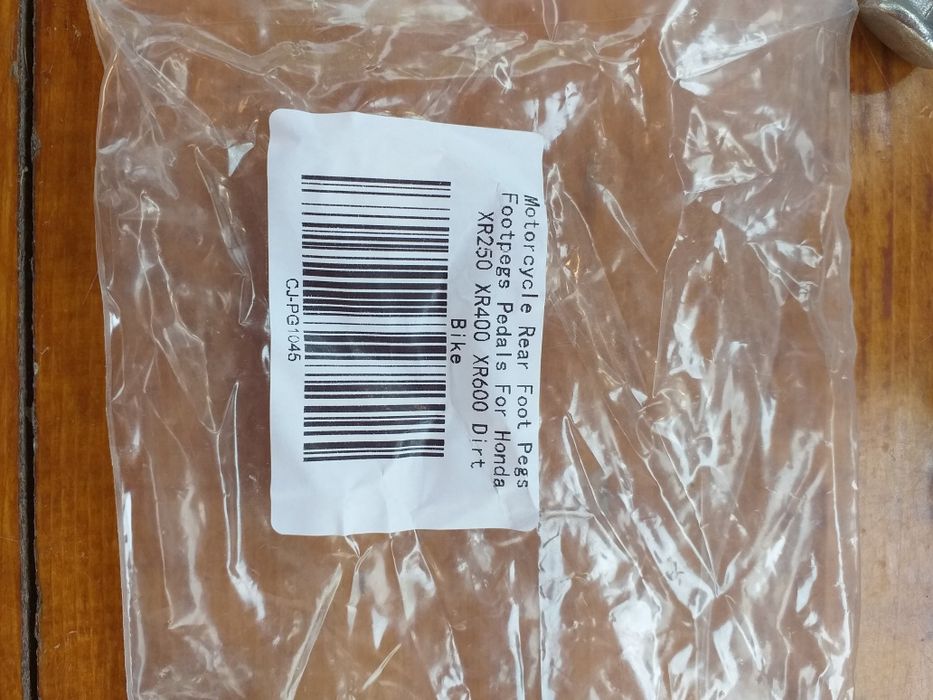 Motorcycle Rear Foot Pegs
Footpegs Pedals For Honda
XR250 XR400 XR600 Dirt
Bike
CJ-PG1045